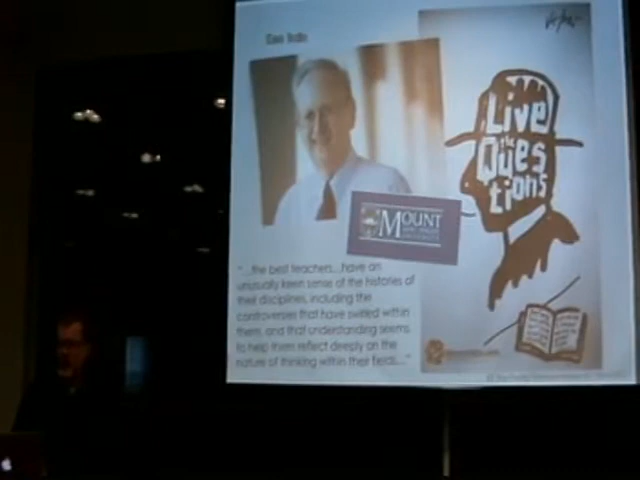 Live
the
Ques
tions
MOUNT
UNIVERSITY
"...the best teachers...have an
unusually keen sense of the histories of
their disciplines, including the
controversies that have swirled within
them, and that understanding seems
to help them reflect deeply on the
nature of thinking within their fields..."